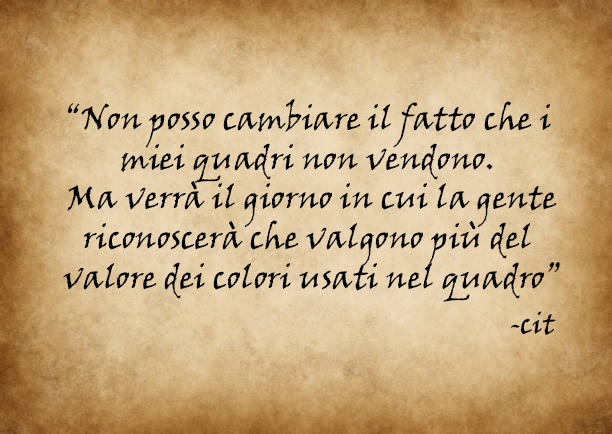 “Non posso cambiare il fatto che i
miei quadri non vendono.
Ma verrà il giorno in cui la gente
riconoscerà che valgono più del
valore dei colori usati nel quadro”
-cit